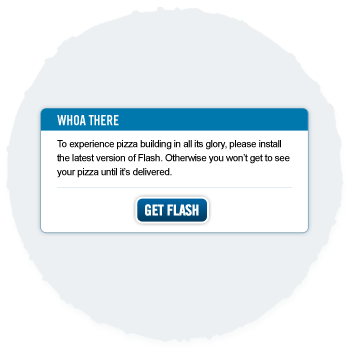 WHOA THERE
To experience pizza building in all its glory, please install
the latest version of Flash. Otherwise you won't get to see
your pizza until it's delivered.
GET FLASH